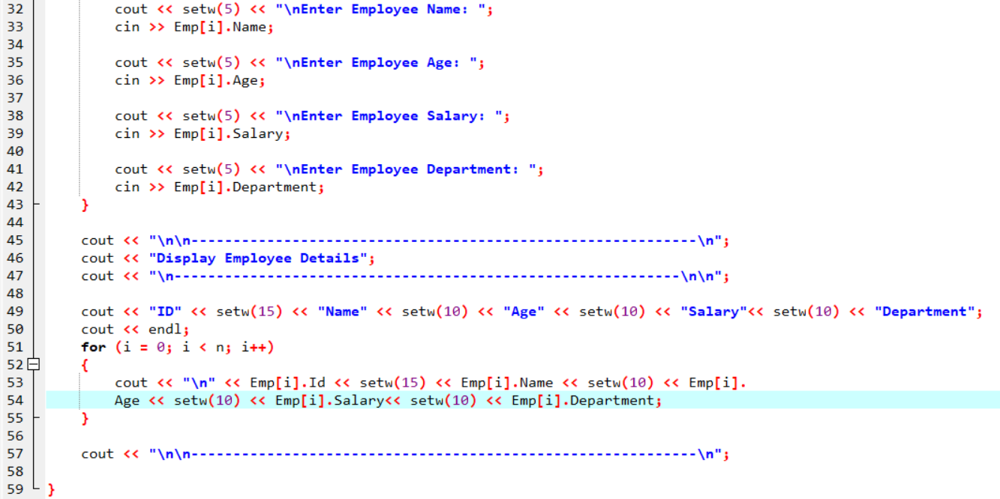 32 cout << setw(5) << "\nEnter Employee Name: ";
33 cin >> Emp[i].Name;
34
35 cout << setw(5) << "\nEnter Employee Age: ";
36 cin >> Emp[i].Age;
37
38 cout << setw(5) << "\nEnter Employee Salary: ";
39 cin >> Emp[i].Salary;
40
41 cout << setw(5) << "\nEnter Employee Department: ";
42 cin >> Emp[i].Department;
43 }
44
45 cout << "\n\n------------------------------------------------------------\n";
46 cout << "Display Employee Details";
47 cout << "\n------------------------------------------------------------\n\n";
48
49 cout << "ID" << setw(15) << "Name" << setw(10) << "Age" << setw(10) << "Salary"<< setw(10) << "Department";
50 cout << endl;
51 for (i = 0; i < n; i++)
52 {
53 cout << "\n" << Emp[i].Id << setw(15) << Emp[i].Name << setw(10) << Emp[i].
54 Age << setw(10) << Emp[i].Salary<< setw(10) << Emp[i].Department;
55 }
56
57 cout << "\n\n------------------------------------------------------------\n";
58
59 }